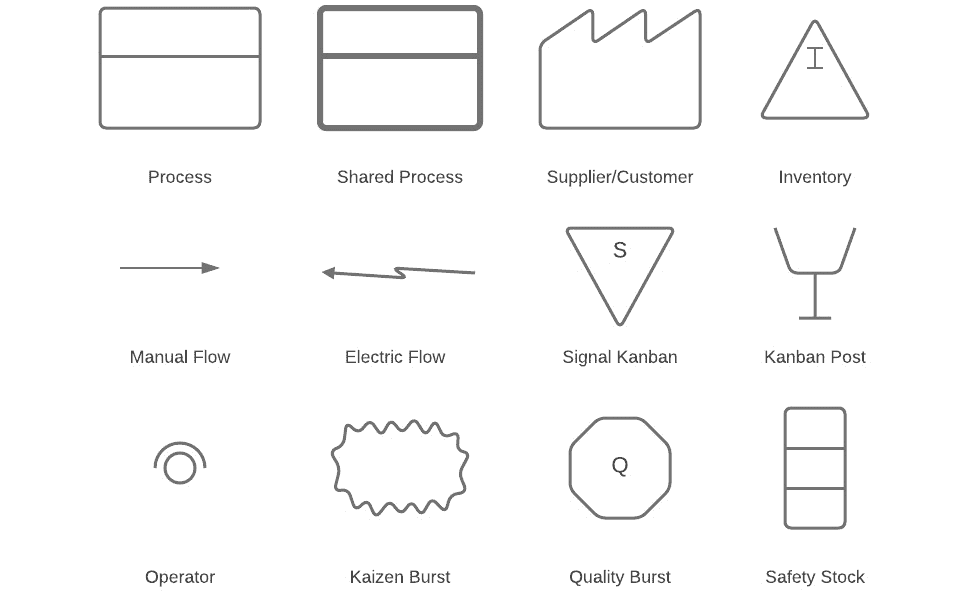 I
Process
Shared Process
Supplier/Customer
Inventory
S
Manual Flow
Electric Flow
Signal Kanban
Kanban Post
Q
Operator
Kaizen Burst
Quality Burst
Safety Stock